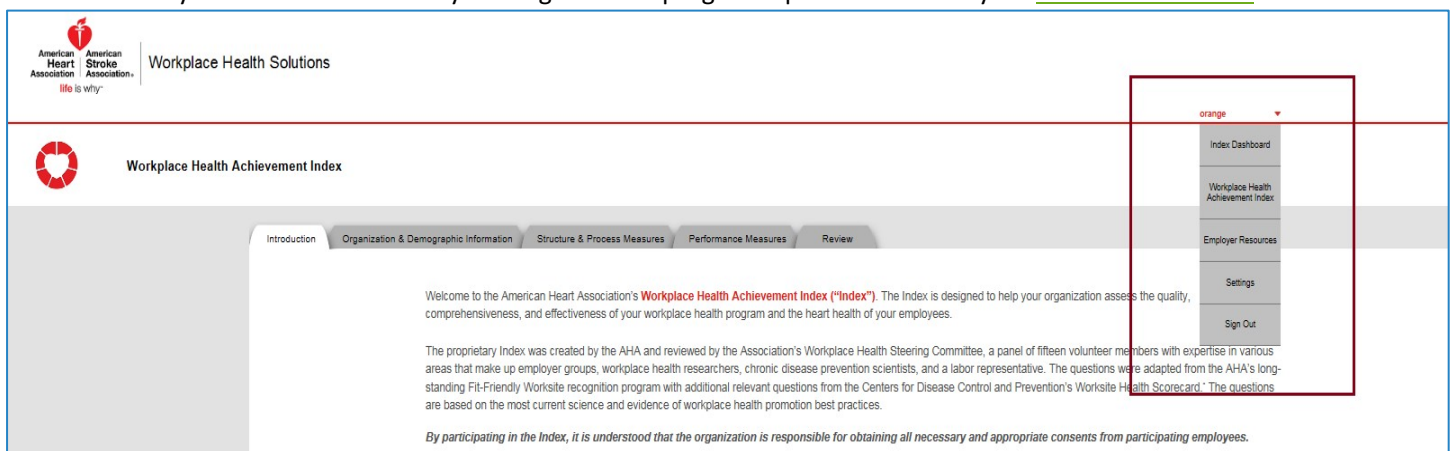 American American
Heart Stroke
Association Association®
life is why™
Workplace Health Solutions
orange
Index Dashboard
Workplace Health
Achievement Index
Employer Resources
Settings
Sign Out
Workplace Health Achievement Index
Introduction Organization & Demographic Information Structure & Process Measures Performance Measures Review
Welcome to the American Heart Association's Workplace Health Achievement Index (“Index”). The Index is designed to help your organization assess the quality,
comprehensiveness, and effectiveness of your workplace health program and the heart health of your employees.
The proprietary Index was created by the AHA and reviewed by the Association's Workplace Health Steering Committee, a panel of fifteen volunteer members with expertise in various
areas that make up employer groups, workplace health researchers, chronic disease prevention scientists, and a labor representative. The questions were adapted from the AHA's long-
standing Fit-Friendly Worksite recognition program with additional relevant questions from the Centers for Disease Control and Prevention's Worksite Health Scorecard.* The questions
are based on the most current science and evidence of workplace health promotion best practices.
By participating in the Index, it is understood that the organization is responsible for obtaining all necessary and appropriate consents from participating employees.